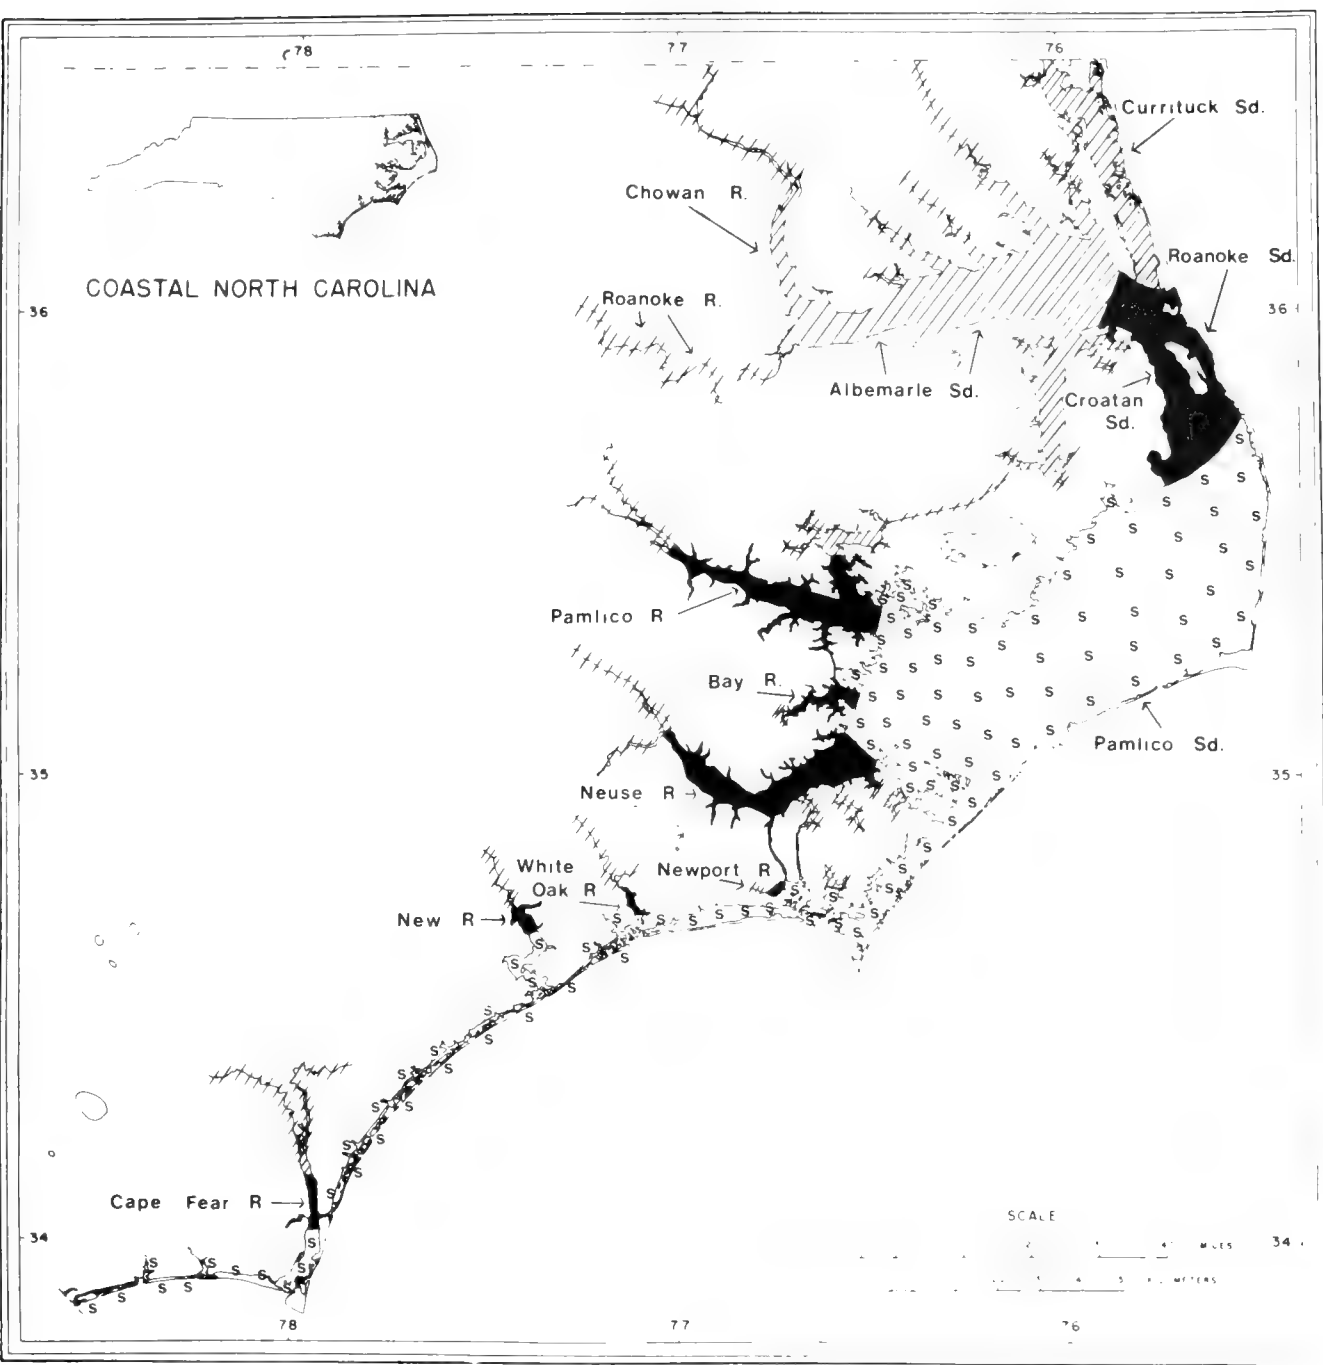 78 77 76
Currituck Sd.
Chowan R.
Roanoke Sd.
COASTAL NORTH CAROLINA
Roanoke R.
36 36
Albemarle Sd.
Croatan
Sd.
Pamlico R
Bay R.
Pamlico Sd.
35 35
Neuse R
White
Oak R
Newport R
New R
Cape Fear R
SCALE
34 34
MILES
78 77 76